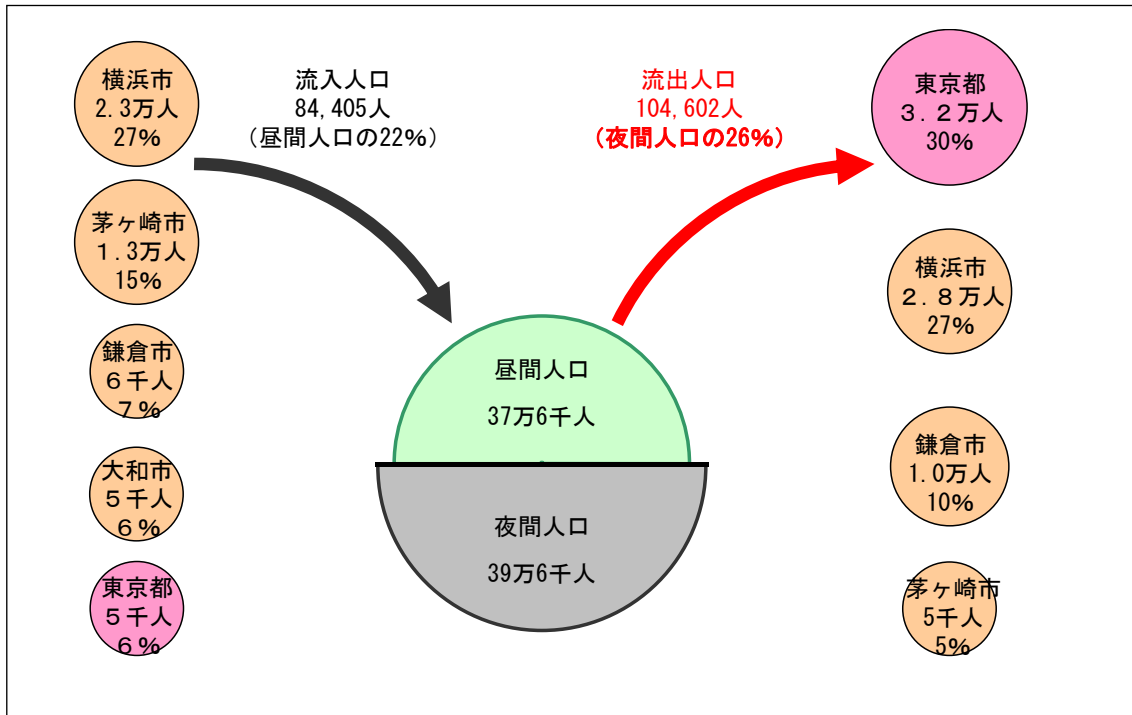 横浜市
2.3万人
27%
茅ヶ崎市
１.3万人
15%
鎌倉市
６千人
７%
大和市
５千人
６%
東京都
５千人
６%
流入人口
84,405人
（昼間人口の22%）
流出人口
104,602人
（夜間人口の26%）
昼間人口
37万6千人
夜間人口
39万6千人
東京都
３.２万人
30%
横浜市
２.８万人
27%
鎌倉市
1.0万人
10%
茅ヶ崎市
5千人
5%